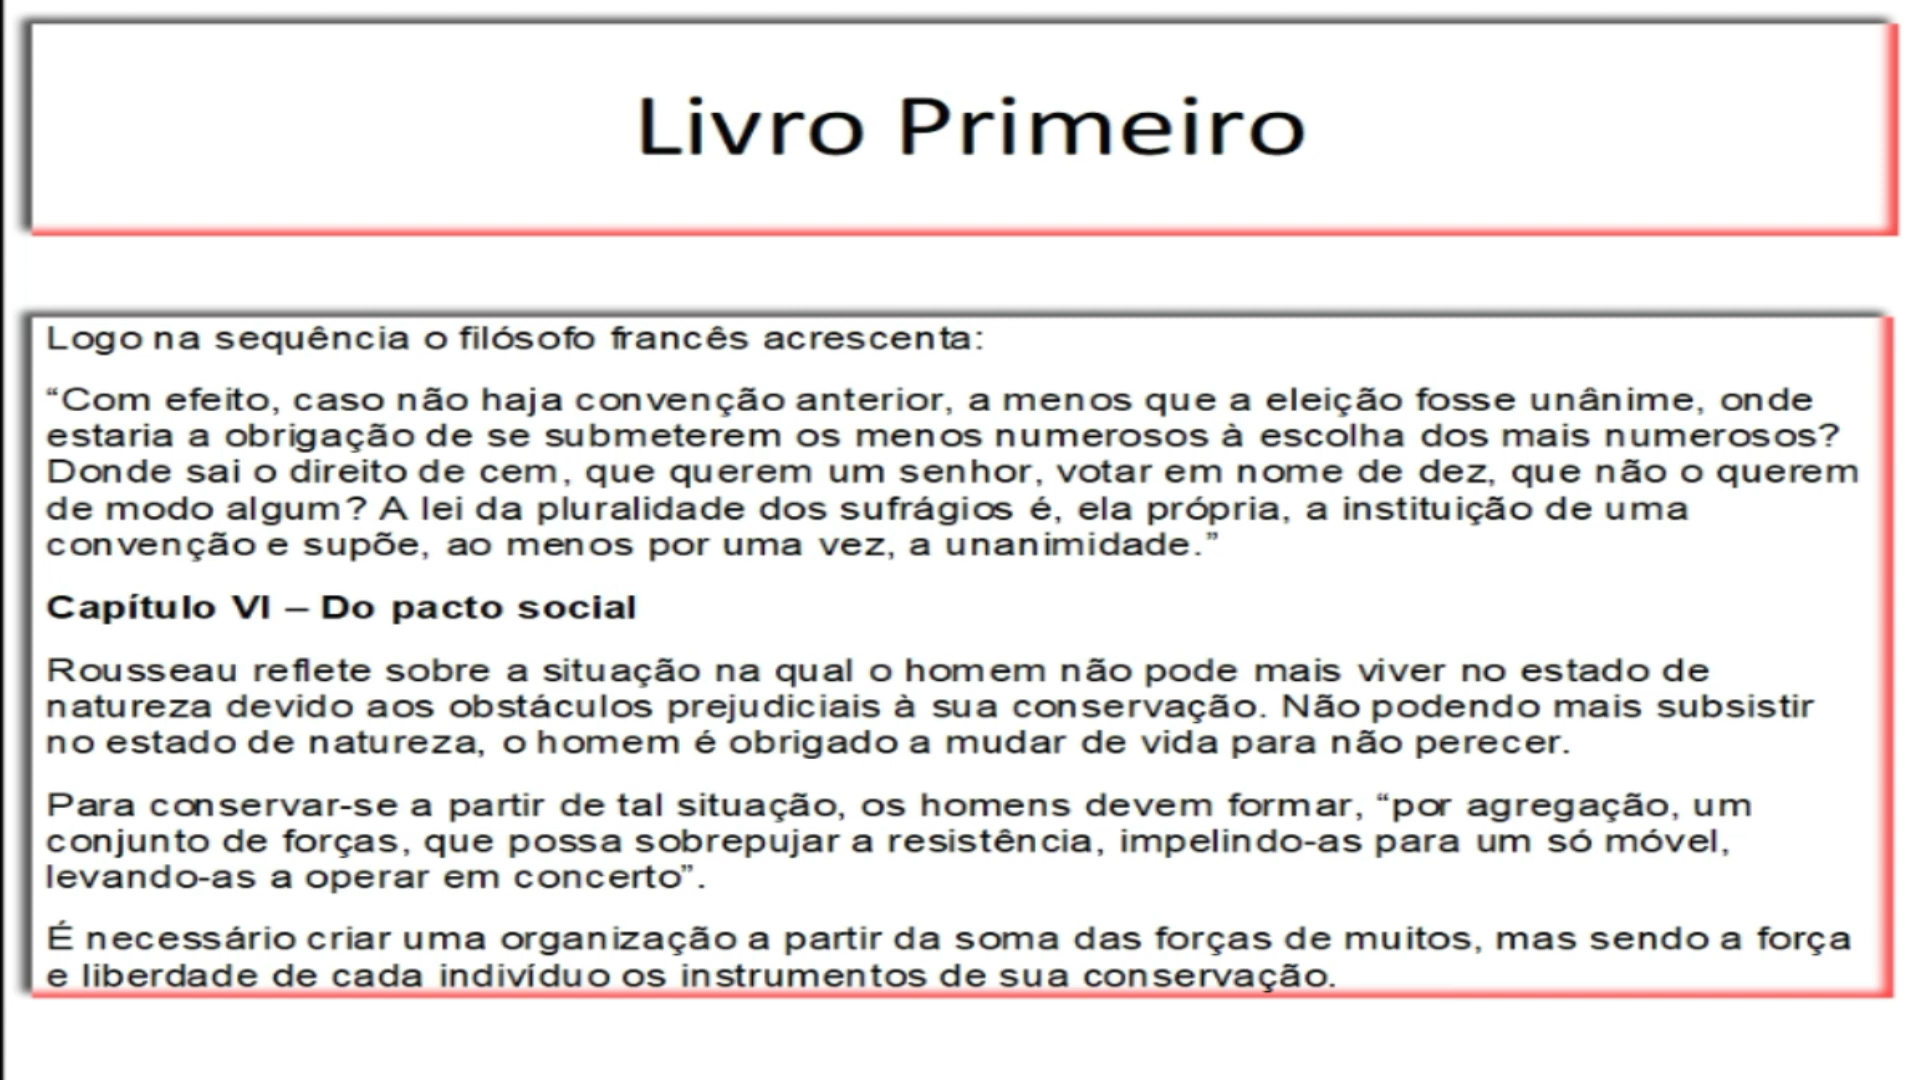 Livro Primeiro
Logo na sequência o filósofo francês acrescenta:
“Com efeito, caso não haja convenção anterior, a menos que a eleição fosse unânime, onde
estaria a obrigação de se submeterem os menos numerosos à escolha dos mais numerosos?
Donde sai o direito de cem, que querem um senhor, votar em nome de dez, que não o querem
de modo algum? A lei da pluralidade dos sufrágios é, ela própria, a instituição de uma
convenção e supõe, ao menos por uma vez, a unanimidade.”
Capítulo VI – Do pacto social
Rousseau reflete sobre a situação na qual o homem não pode mais viver no estado de
natureza devido aos obstáculos prejudiciais à sua conservação. Não podendo mais subsistir
no estado de natureza, o homem é obrigado a mudar de vida para não perecer.
Para conservar-se a partir de tal situação, os homens devem formar, “por agregação, um
conjunto de forças, que possa sobrepujar a resistência, impelindo-as para um só móvel,
levando-as a operar em concerto”.
É necessário criar uma organização a partir da soma das forças de muitos, mas sendo a força
e liberdade de cada indivíduo os instrumentos de sua conservação.